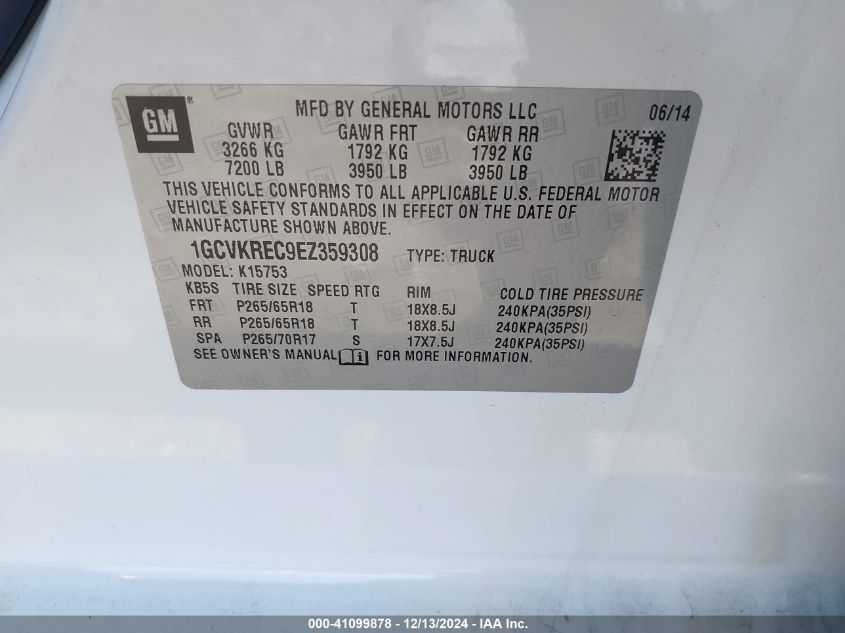 GM ® MFD BY GENERAL MOTORS LLC 06/14
GVWR GAWR FRT GAWR RR
3266 KG 1792 KG 1792 KG
7200 LB 3950 LB 3950 LB
THIS VEHICLE CONFORMS TO ALL APPLICABLE U.S. FEDERAL MOTOR
VEHICLE SAFETY STANDARDS IN EFFECT ON THE DATE OF
MANUFACTURE SHOWN ABOVE.
1GCVKREC9EZ359308 TYPE: TRUCK
MODEL: K15753
KB5S TIRE SIZE SPEED RTG RIM COLD TIRE PRESSURE
FRT P265/65R18 T 18X8.5J 240KPA(35PSI)
RR P265/65R18 T 18X8.5J 240KPA(35PSI)
SPA P265/70R17 S 17X7.5J 240KPA(35PSI)
SEE OWNER'S MANUAL i FOR MORE INFORMATION.
000-41099878 - 12/13/2024 - IAA Inc.